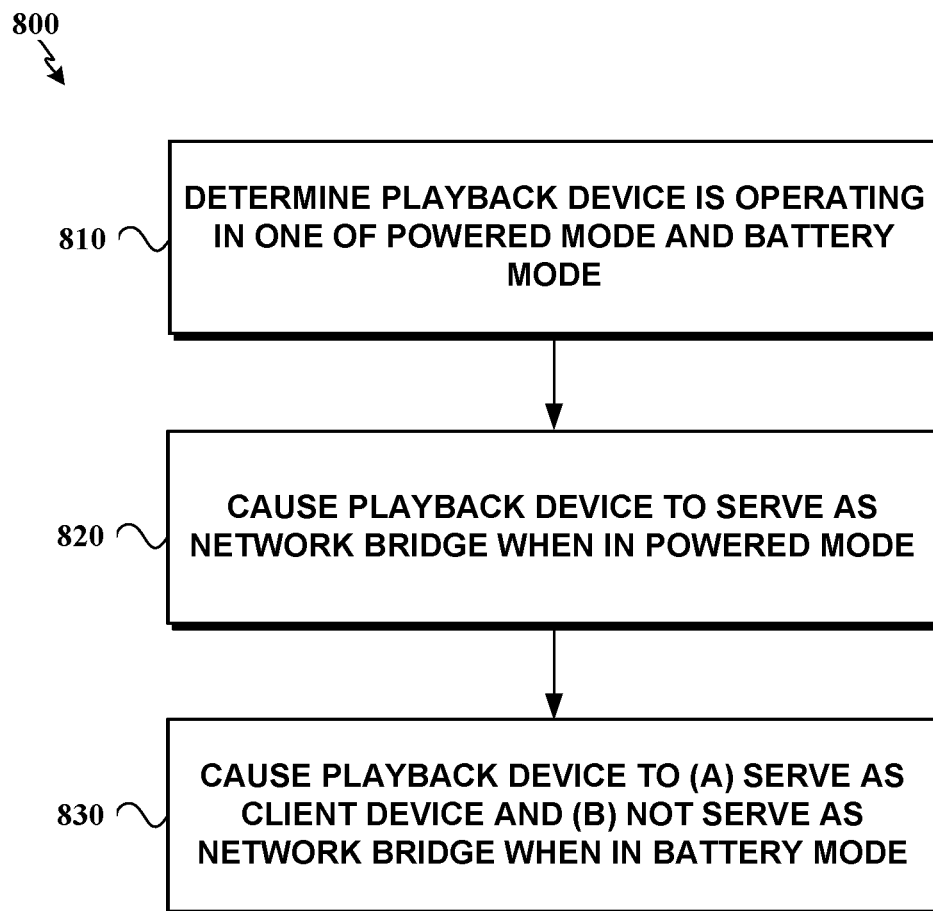 800
DETERMINE PLAYBACK DEVICE IS OPERATING
IN ONE OF POWERED MODE AND BATTERY
MODE
810
CAUSE PLAYBACK DEVICE TO SERVE AS
NETWORK BRIDGE WHEN IN POWERED MODE
820
CAUSE PLAYBACK DEVICE TO (A) SERVE AS
CLIENT DEVICE AND (B) NOT SERVE AS
NETWORK BRIDGE WHEN IN BATTERY MODE
830